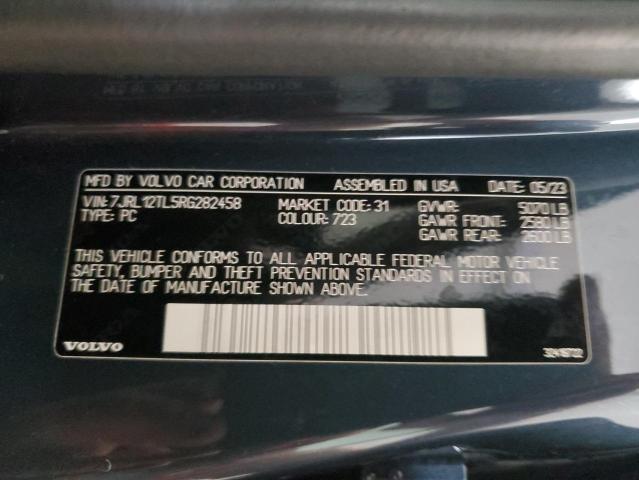 MFD BY VOLVO CAR CORPORATION ASSEMBLED IN USA DATE: 05/23
VIN: 7JRL12TL5RG282458 MARKET CODE: 31 GVWR: 5070 LB
TYPE: PC COLOUR: 723 GAWR FRONT: 2580 LB
GAWR REAR: 2600 LB
THIS VEHICLE CONFORMS TO ALL APPLICABLE FEDERAL MOTOR VEHICLE
SAFETY, BUMPER AND THEFT PREVENTION STANDARDS IN EFFECT ON
THE DATE OF MANUFACTURE SHOWN ABOVE.
VOLVO